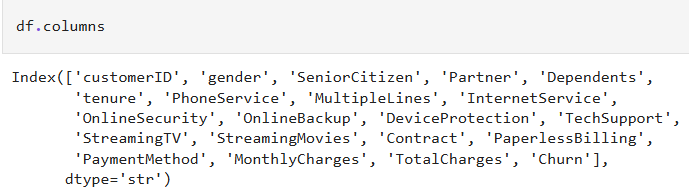 df.columns
Index(['customerID', 'gender', 'SeniorCitizen', 'Partner', 'Dependents',
'tenure', 'PhoneService', 'MultipleLines', 'InternetService',
'OnlineSecurity', 'OnlineBackup', 'DeviceProtection', 'TechSupport',
'StreamingTV', 'StreamingMovies', 'Contract', 'PaperlessBilling',
'PaymentMethod', 'MonthlyCharges', 'TotalCharges', 'Churn'],
dtype='str')